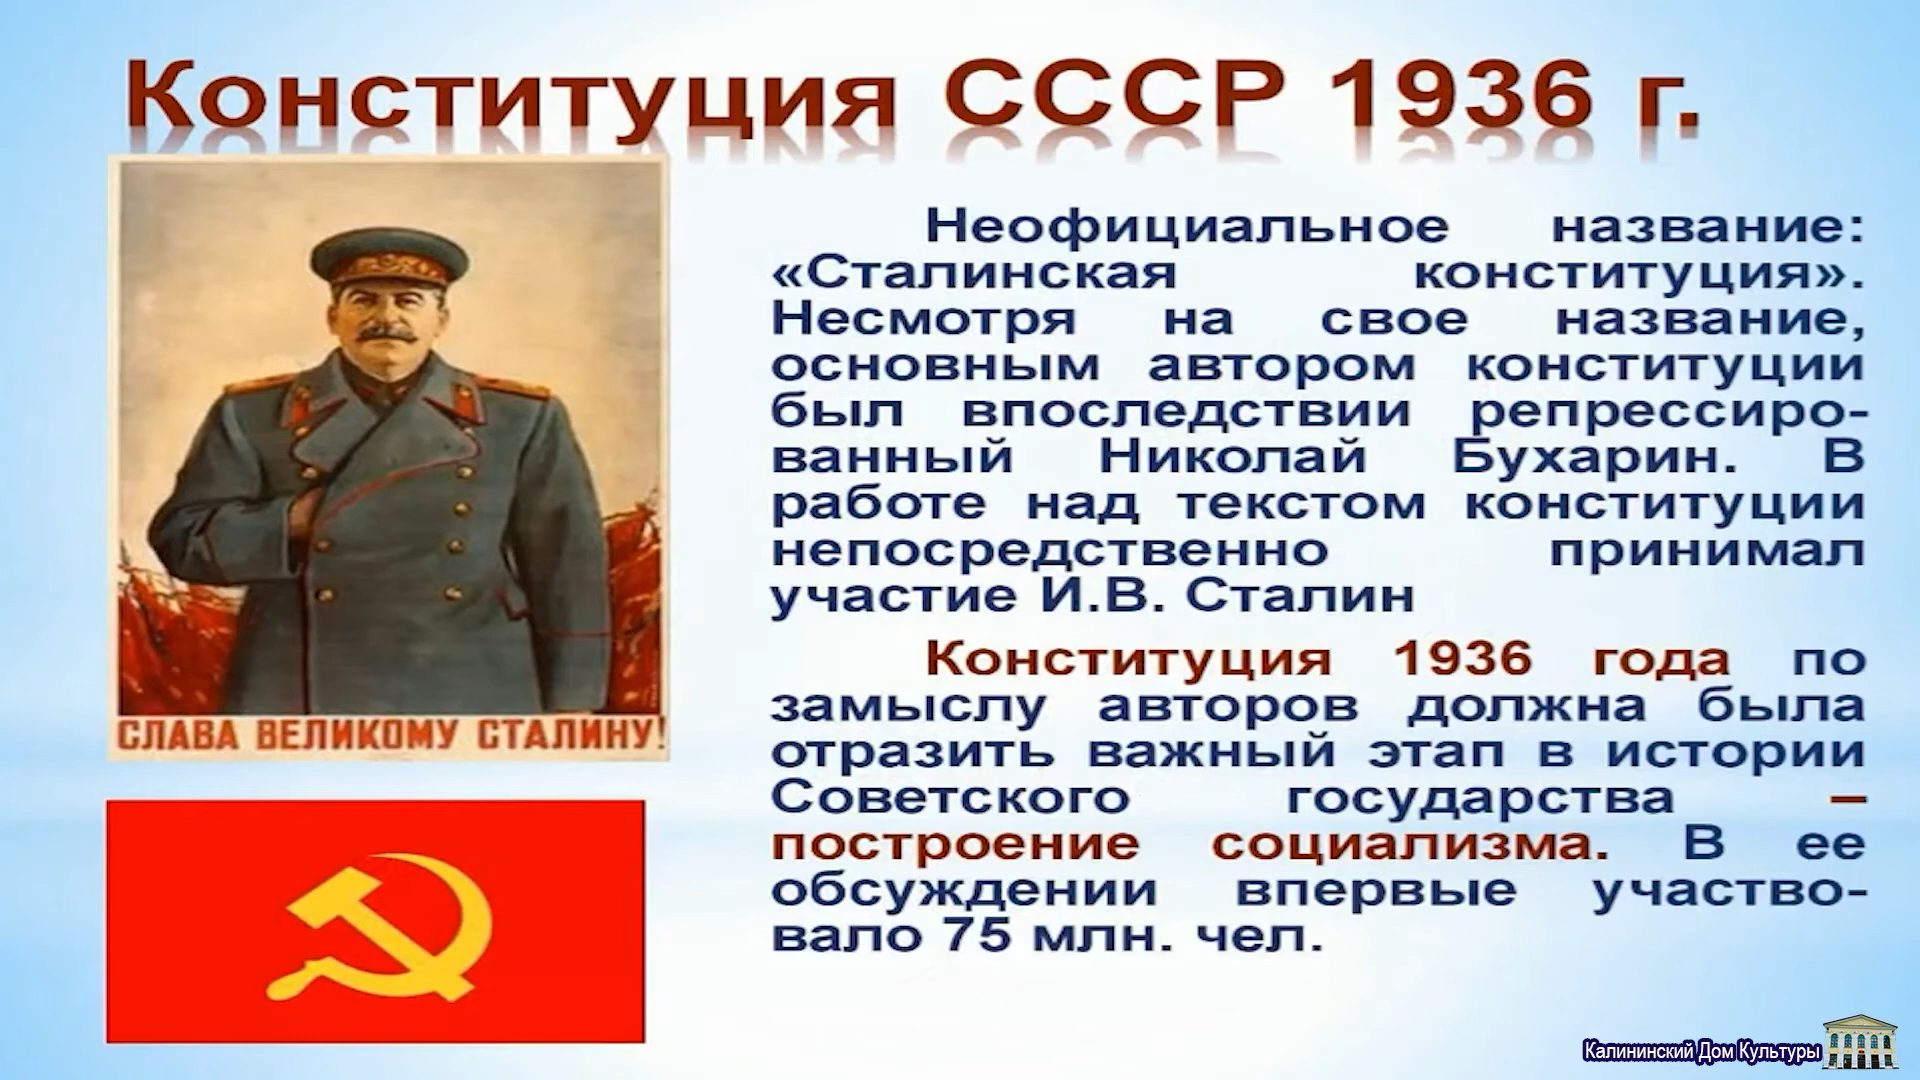 Конституция СССР 1936 г.
СЛАВА ВЕЛИКОМУ СТАЛИНУ!
Неофициальное название:
«Сталинская конституция».
Несмотря на свое название,
основным автором конституции
был впоследствии репрессиро-
ванный Николай Бухарин. В
работе над текстом конституции
непосредственно принимал
участие И.В. Сталин
Конституция 1936 года по
замыслу авторов должна была
отразить важный этап в истории
Советского государства –
построение социализма. В ее
обсуждении впервые участво-
вало 75 млн. чел.
Калининский Дом Культуры